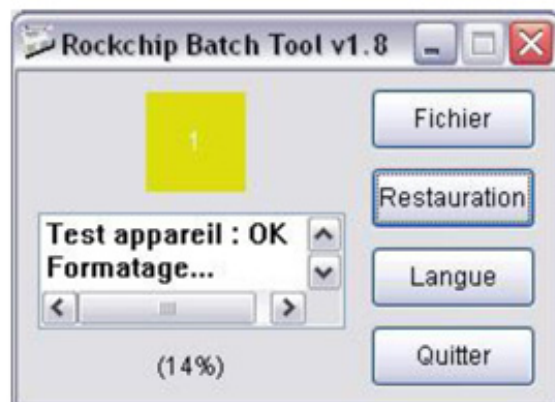 Rockchip Batch Tool v1.8
1
Fichier
Restauration
Test appareil : OK
Formatage...
Langue
(14%)
Quitter